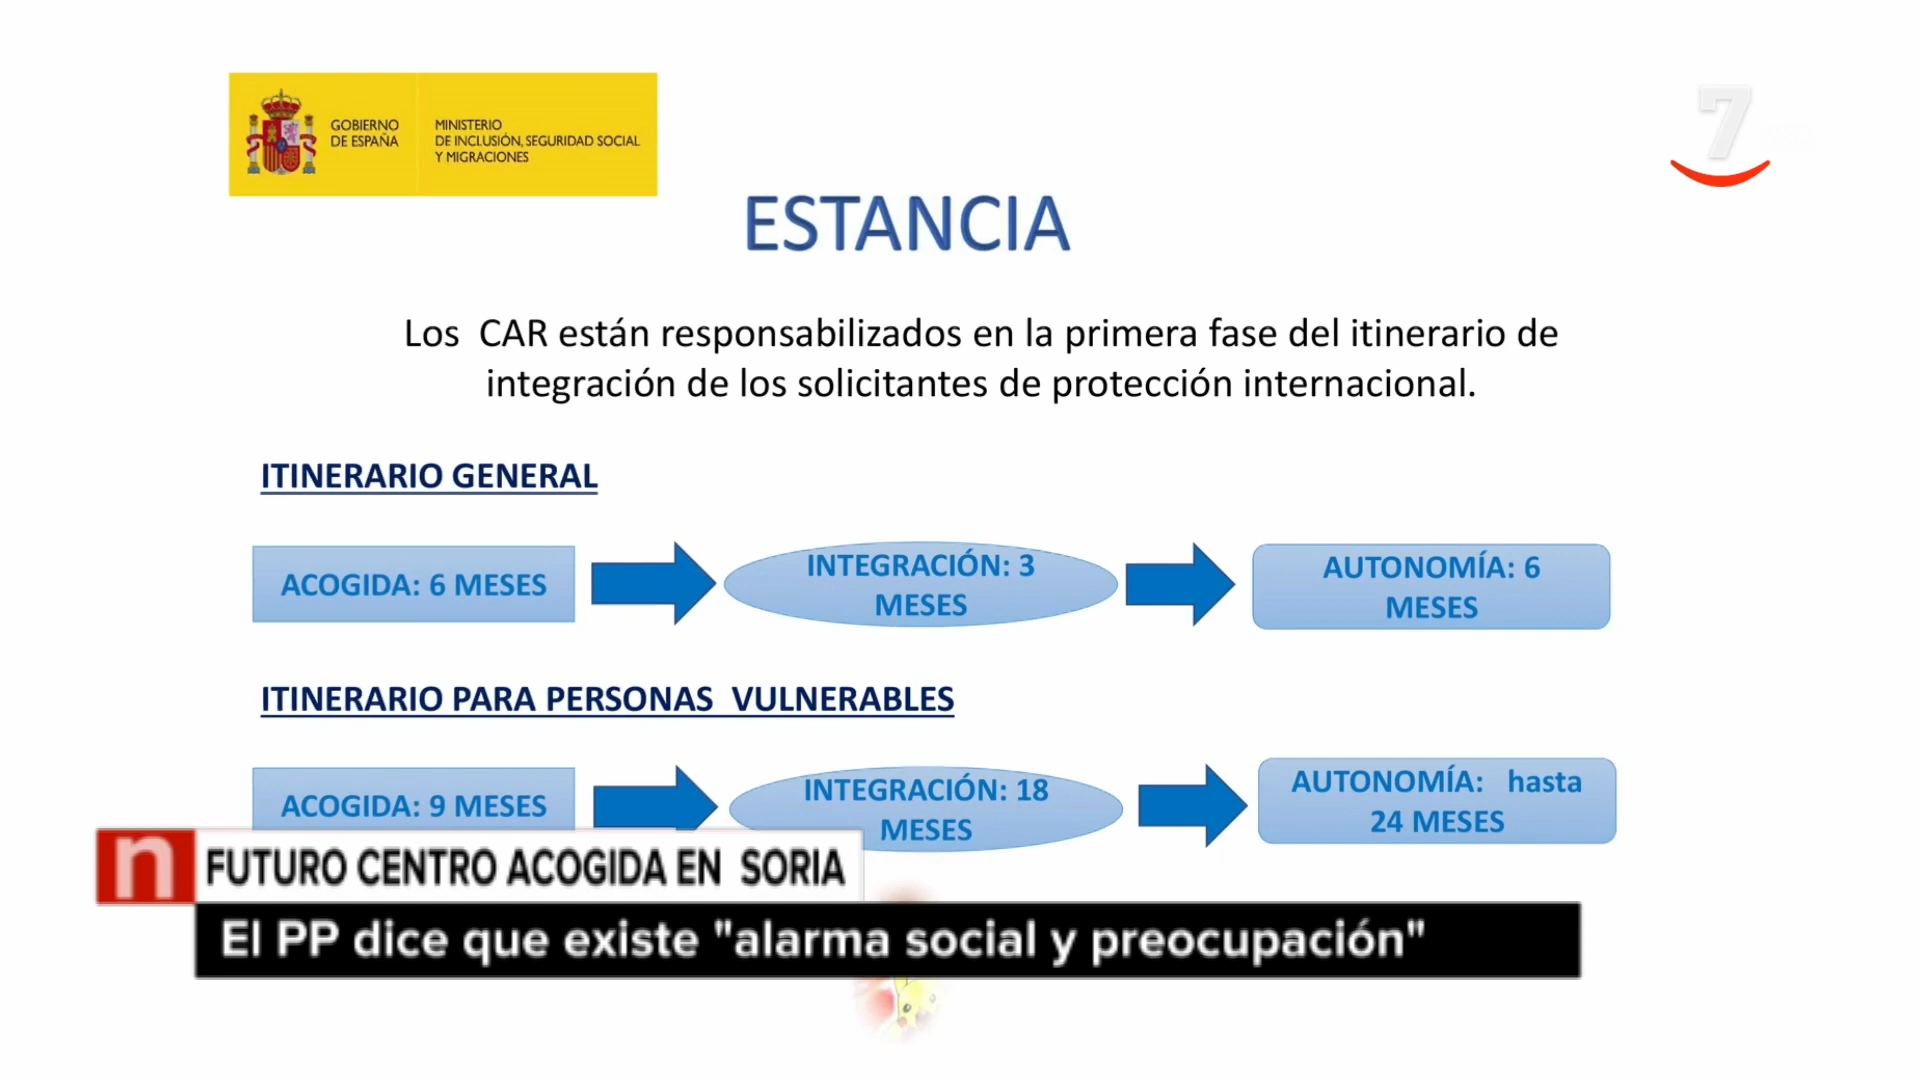 GOBIERNO
DE ESPAÑA
MINISTERIO
DE INCLUSIÓN, SEGURIDAD SOCIAL
Y MIGRACIONES
7
ESTANCIA
Los  CAR están responsabilizados en la primera fase del itinerario de
integración de los solicitantes de protección internacional.
ITINERARIO GENERAL
ACOGIDA: 6 MESES
INTEGRACIÓN: 3
MESES
AUTONOMÍA: 6
MESES
ITINERARIO PARA PERSONAS  VULNERABLES
ACOGIDA: 9 MESES
INTEGRACIÓN: 18
MESES
AUTONOMÍA:   hasta
24 MESES
n
FUTURO CENTRO ACOGIDA EN  SORIA
El PP dice que existe "alarma social y preocupación"